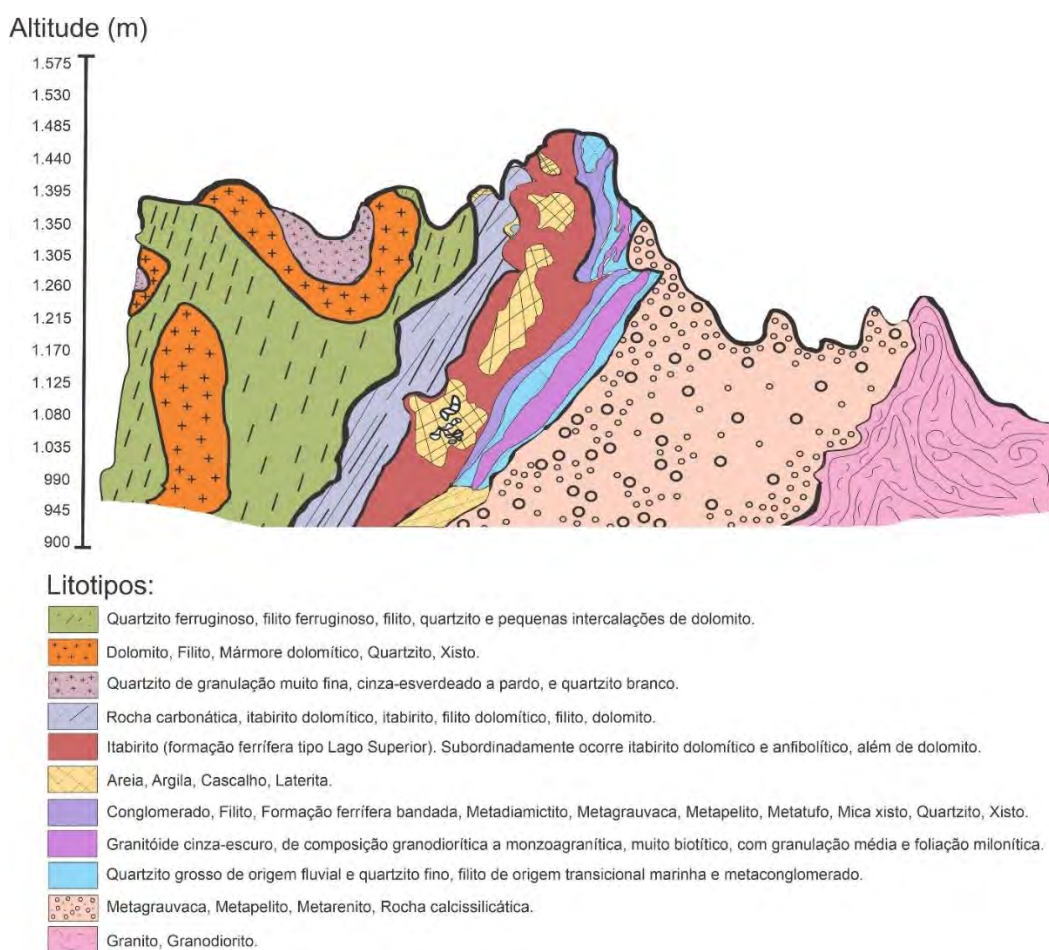 Altitude (m)
1.575
1.530
1.485
1.440
1.395
1.350
1.305
1.260
1.215
1.170
1.125
1.080
1.035
990
945
900
Litotipos:
Quartzito ferruginoso, filito ferruginoso, filito, quartzito e pequenas intercalações de dolomito.
Dolomito, Filito, Mármore dolomítico, Quartzito, Xisto.
Quartzito de granulação muito fina, cinza-esverdeado a pardo, e quartzito branco.
Rocha carbonática, itabirito dolomítico, itabirito, filito dolomítico, filito, dolomito.
Itabirito (formação ferrífera tipo Lago Superior). Subordinadamente ocorre itabirito dolomítico e anfibolítico, além de dolomito.
Areia, Argila, Cascalho, Laterita.
Conglomerado, Filito, Formação ferrífera bandada, Metadiamictito, Metagrauvaca, Metapelito, Metatufo, Mica xisto, Quartzito, Xisto.
Granitóide cinza-escuro, de composição granodiorítica a monzoagranítica, muito biotítico, com granulação média e foliação milonítica.
Quartzito grosso de origem fluvial e quartzito fino, filito de origem transicional marinha e metaconglomerado.
Metagrauvaca, Metapelito, Metarenito, Rocha calcissilicática.
Granito, Granodiorito.